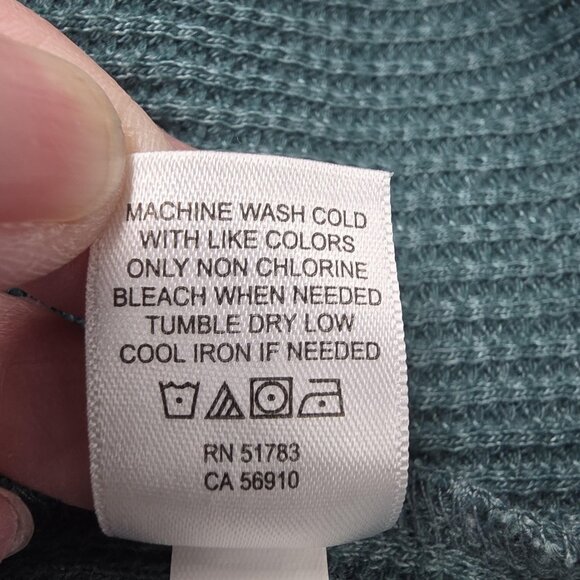 MACHINE WASH COLD
WITH LIKE COLORS
ONLY NON CHLORINE
BLEACH WHEN NEEDED
TUMBLE DRY LOW
COOL IRON IF NEEDED
RN 51783
CA 56910